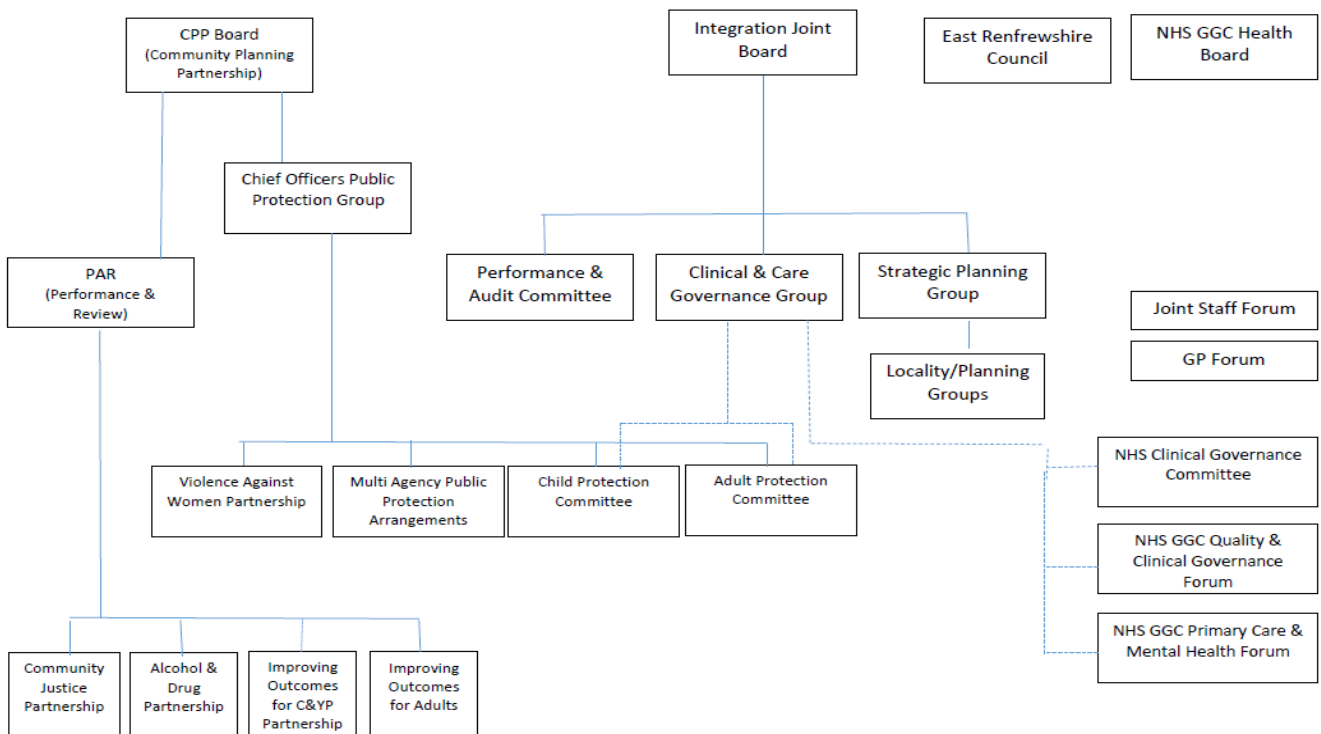 CPP Board
(Community Planning
Partnership)
Integration Joint
Board
East Renfrewshire
Council
NHS GGC Health
Board
Chief Officers Public
Protection Group
PAR
(Performance &
Review)
Performance &
Audit Committee
Clinical & Care
Governance Group
Strategic Planning
Group
Joint Staff Forum
GP Forum
Locality/Planning
Groups
Violence Against
Women Partnership
Multi Agency Public
Protection
Arrangements
Child Protection
Committee
Adult Protection
Committee
NHS Clinical Governance
Committee
NHS GGC Quality &
Clinical Governance
Forum
NHS GGC Primary Care &
Mental Health Forum
Community
Justice
Partnership
Alcohol &
Drug
Partnership
Improving
Outcomes
for C&YP
Partnership
Improving
Outcomes
for Adults